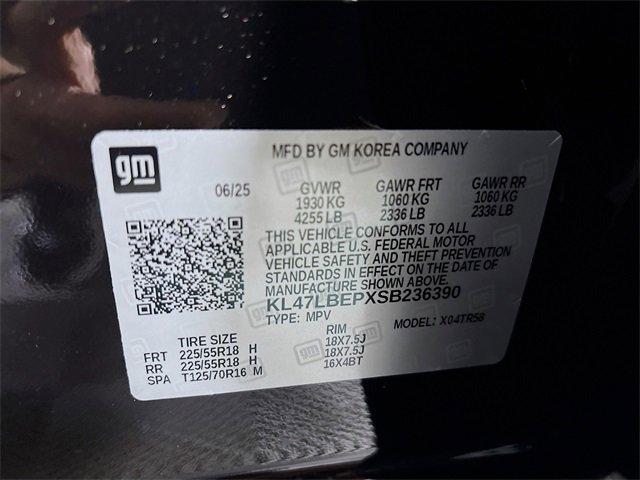 gm
MFD BY GM KOREA COMPANY
06/25 GVWR GAWR FRT GAWR RR
1930 KG 1060 KG 1060 KG
4255 LB 2336 LB 2336 LB
THIS VEHICLE CONFORMS TO ALL
APPLICABLE U.S. FEDERAL MOTOR
VEHICLE SAFETY AND THEFT PREVENTION
STANDARDS IN EFFECT ON THE DATE OF
MANUFACTURE SHOWN ABOVE.
KL47LBEPXSB236390
TYPE: MPV MODEL: X04TR58
TIRE SIZE RIM
FRT 225/55R18 H 18X7.5J
RR 225/55R18 H 18X7.5J
SPA T125/70R16 M 16X4BT